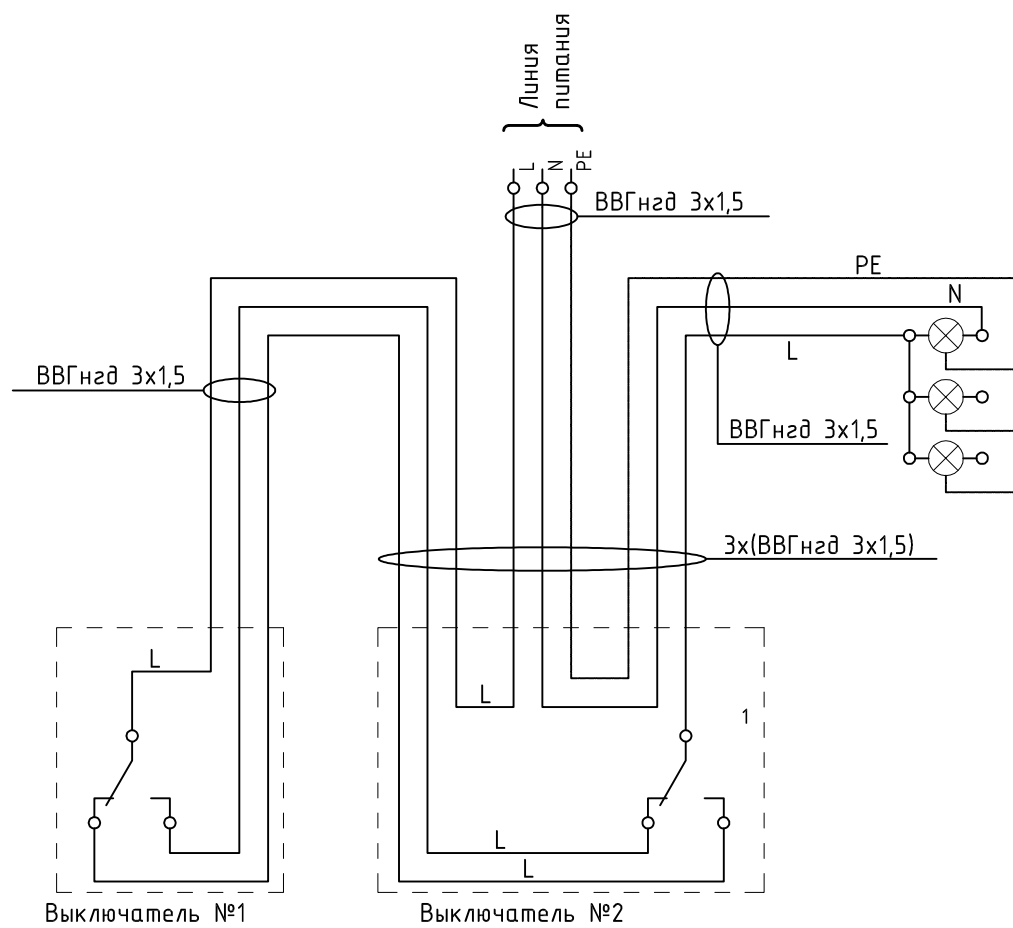 Линия
питания
L
N
PE
ВВГнгд 3х1,5
PE
N
L
ВВГнгд 3х1,5
ВВГнгд 3х1,5
3х(ВВГнгд 3х1,5)
L
L
1
L
L
Выключатель №1
Выключатель №2